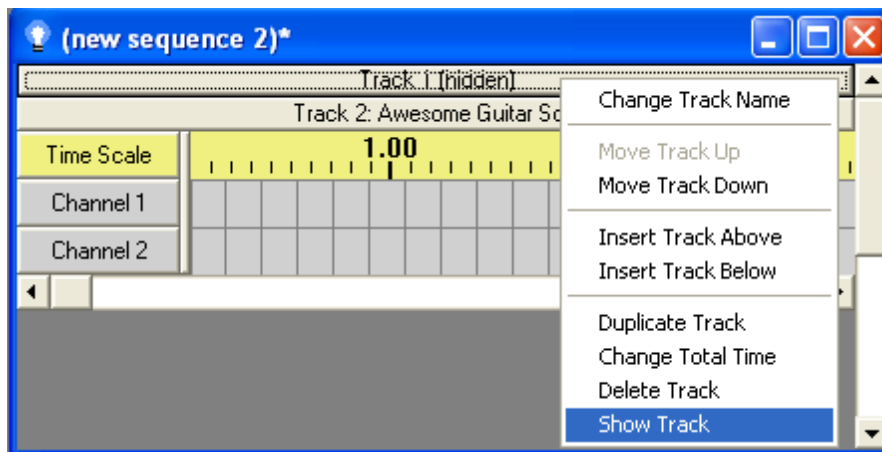 (new sequence 2)*
Track 1 (hidden)
Track 2: Awesome Guitar
Time Scale
1.00
Channel 1
Channel 2
Change Track Name
Move Track Up
Move Track Down
Insert Track Above
Insert Track Below
Duplicate Track
Change Total Time
Delete Track
Show Track